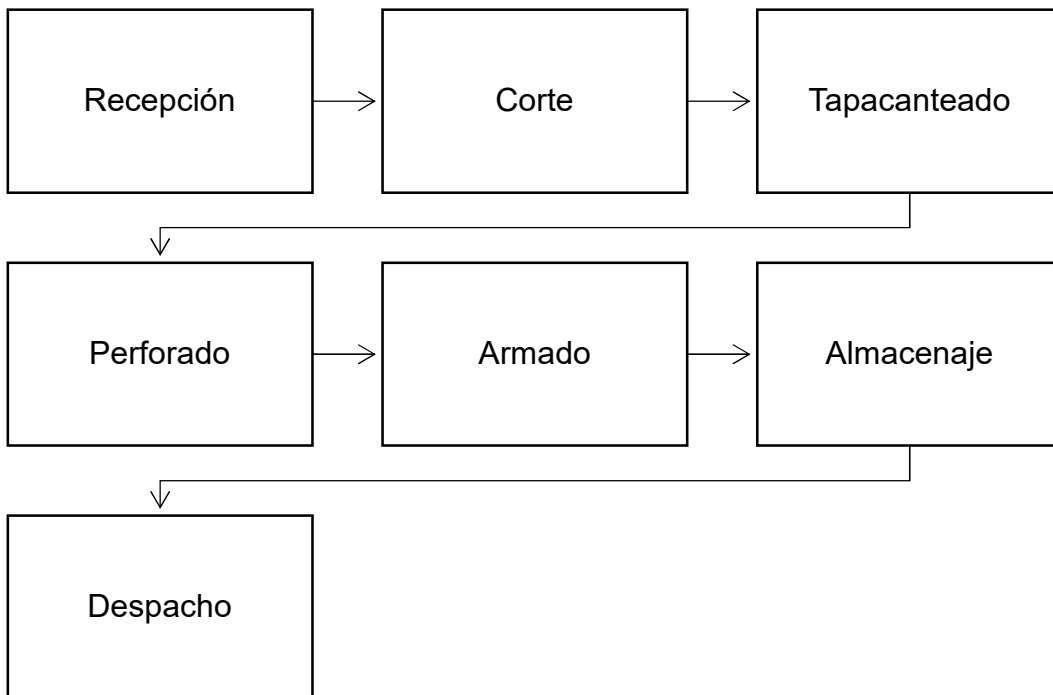 Recepción
Corte
Tapacanteado
Perforado
Armado
Almacenaje
Despacho